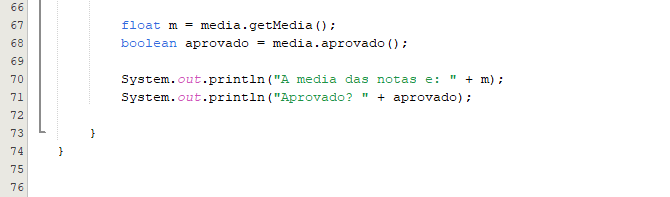 66
67 float m = media.getMedia();
68 boolean aprovado = media.aprovado();
69
70 System.out.println("A media das notas e: " + m);
71 System.out.println("Aprovado? " + aprovado);
72
73 }
74 }
75
76